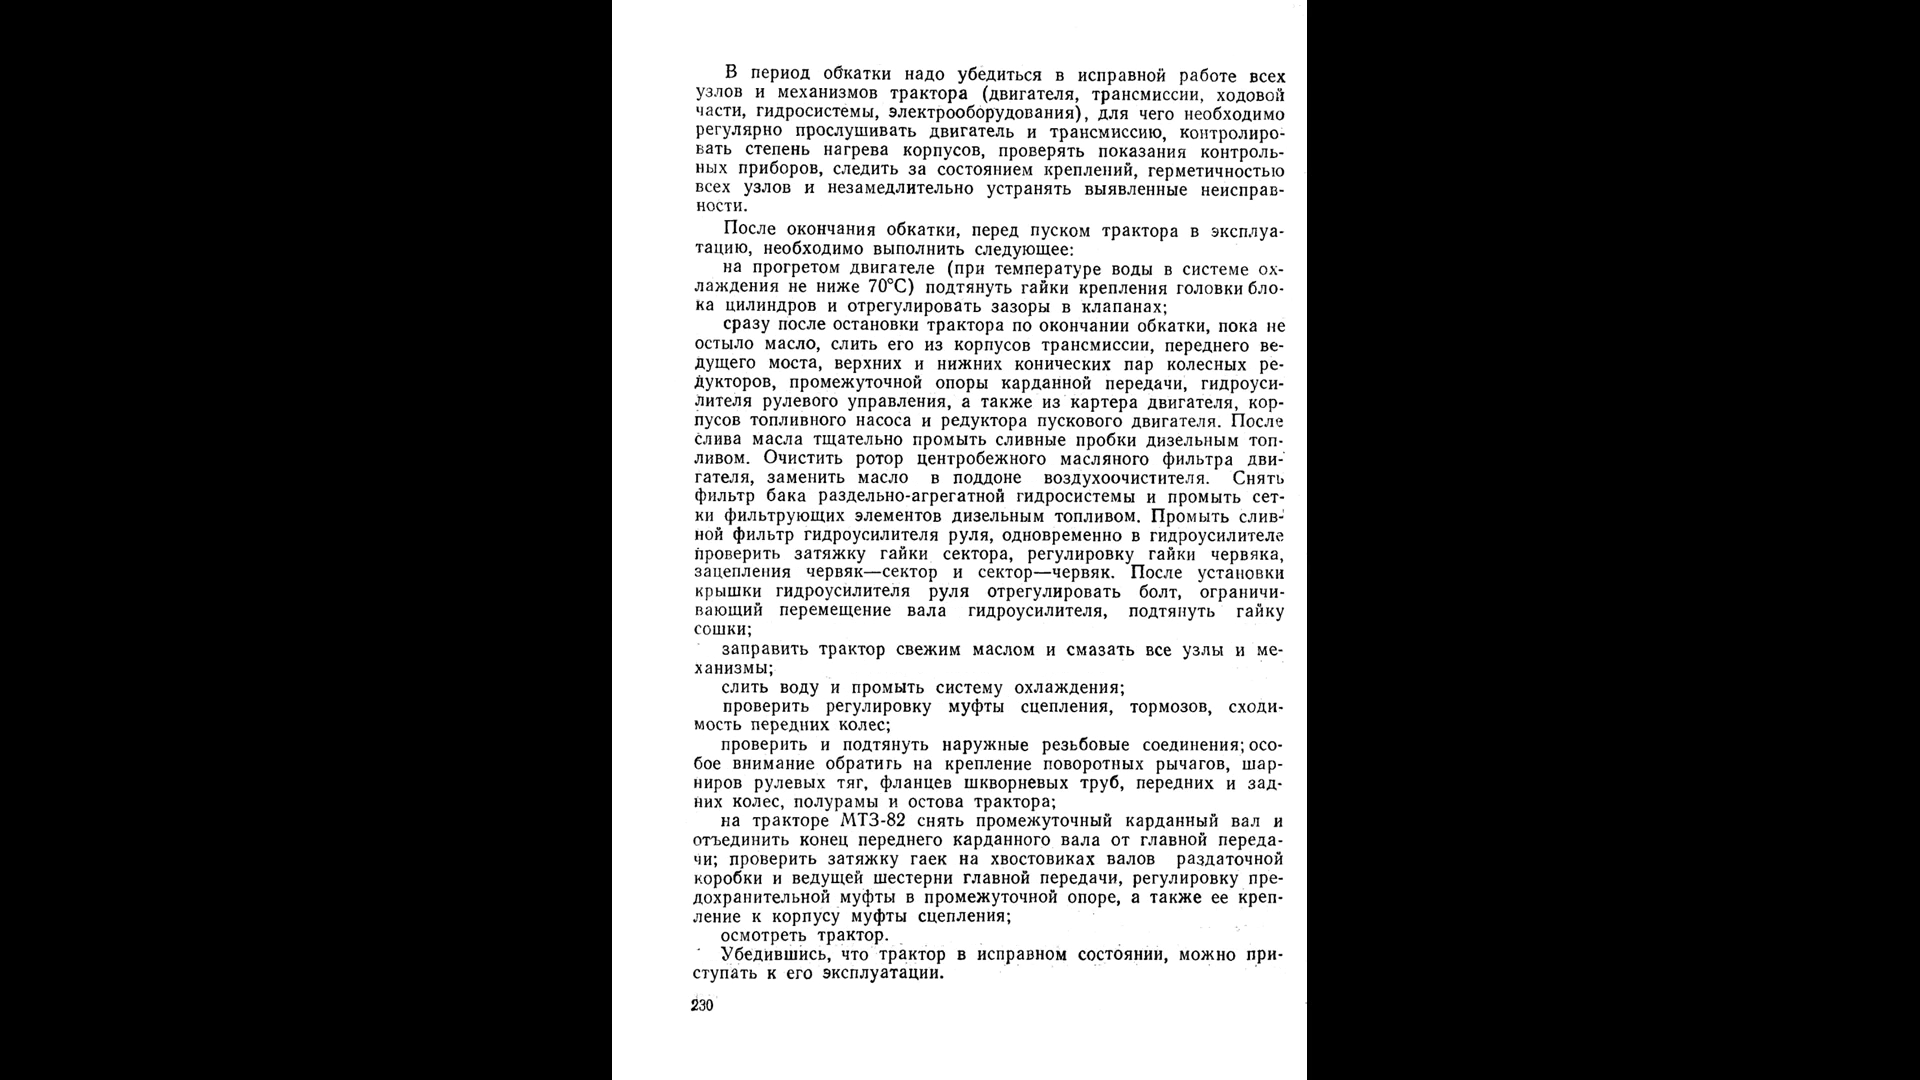 В период обкатки надо убедиться в исправной работе всех
узлов и механизмов трактора (двигателя, трансмиссии, ходовой
части, гидросистемы, электрооборудования), для чего необходимо
регулярно прослушивать двигатель и трансмиссию, контролиро-
вать степень нагрева корпусов, проверять показания контроль-
ных приборов, следить за состоянием креплений, герметичностью
всех узлов и незамедлительно устранять выявленные неисправ-
ности.
После окончания обкатки, перед пуском трактора в эксплуа-
тацию, необходимо выполнить следующее:
на прогретом двигателе (при температуре воды в системе ох-
лаждения не ниже 70°С) подтянуть гайки крепления головки бло-
ка цилиндров и отрегулировать зазоры в клапанах;
сразу после остановки трактора по окончании обкатки, пока не
остыло масло, слить его из корпусов трансмиссии, переднего ве-
дущего моста, верхних и нижних конических пар колесных ре-
дукторов, промежуточной опоры карданной передачи, гидроуси-
лителя рулевого управления, а также из картера двигателя, кор-
пусов топливного насоса и редуктора пускового двигателя. После
слива масла тщательно промыть сливные пробки дизельным топ-
ливом. Очистить ротор центробежного масляного фильтра дви-
гателя, заменить масло в поддоне воздухоочистителя. Снять
фильтр бака раздельно-агрегатной гидросистемы и промыть сет-
ки фильтрующих элементов дизельным топливом. Промыть слив-
ной фильтр гидроусилителя руля, одновременно в гидроусилителе
проверить затяжку гайки сектора, регулировку гайки червяка,
зацепления червяк—сектор и сектор—червяк. После установки
крышки гидроусилителя руля отрегулировать болт, ограничи-
вающий перемещение вала гидроусилителя, подтянуть гайку
сошки;
заправить трактор свежим маслом и смазать все узлы и ме-
ханизмы;
слить воду и промыть систему охлаждения;
проверить регулировку муфты сцепления, тормозов, сходи-
мость передних колес;
проверить и подтянуть наружные резьбовые соединения; осо-
бое внимание обратить на крепление поворотных рычагов, шар-
ниров рулевых тяг, фланцев шкворневых труб, передних и зад-
них колес, полурамы и остова трактора;
на тракторе МТЗ-82 снять промежуточный карданный вал и
отъединить конец переднего карданного вала от главной переда-
чи; проверить затяжку гаек на хвостовиках валов раздаточной
коробки и ведущей шестерни главной передачи, регулировку пре-
дохранительной муфты в промежуточной опоре, а также ее креп-
ление к корпусу муфты сцепления;
осмотреть трактор.
Убедившись, что трактор в исправном состоянии, можно при-
ступать к его эксплуатации.
230